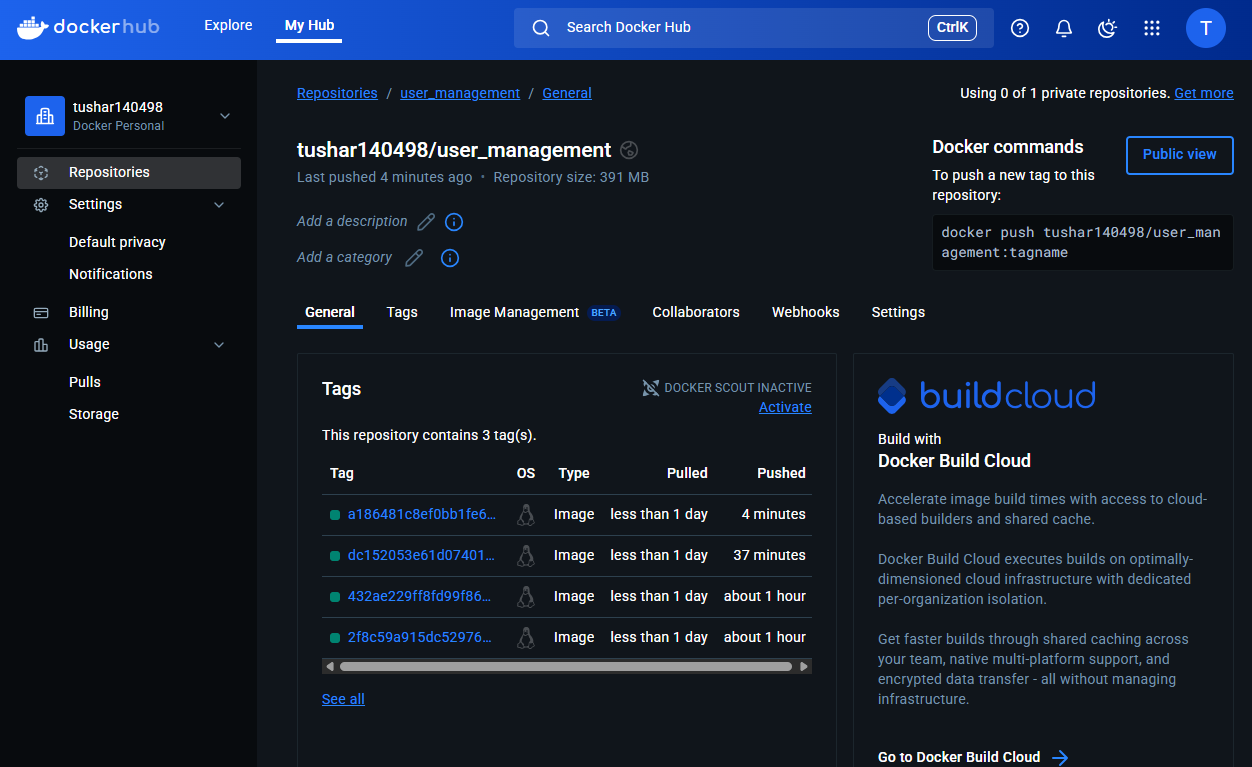 dockerhub
Explore
My Hub
Search Docker Hub
CtrlK
T
tushar140498
Docker Personal
Repositories
Settings
Default privacy
Notifications
Billing
Usage
Pulls
Storage
Repositories / user_management / General
Using 0 of 1 private repositories. Get more
tushar140498/user_management
Last pushed 4 minutes ago • Repository size: 391 MB
Add a description
Add a category
Docker commands
Public view
To push a new tag to this
repository:
docker push tushar140498/user_man
agement:tagname
General
Tags
Image Management BETA
Collaborators
Webhooks
Settings
Tags
DOCKER SCOUT INACTIVE
Activate
This repository contains 3 tag(s).
Tag OS Type Pulled Pushed
a186481c8ef0bb1fe6… Image less than 1 day 4 minutes
dc152053e61d07401… Image less than 1 day 37 minutes
432ae229ff8fd99f86… Image less than 1 day about 1 hour
2f8c59a915dc52976… Image less than 1 day about 1 hour
See all
buildcloud
Build with
Docker Build Cloud
Accelerate image build times with access to cloud-
based builders and shared cache.
Docker Build Cloud executes builds on optimally-
dimensioned cloud infrastructure with dedicated
per-organization isolation.
Get faster builds through shared caching across
your team, native multi-platform support, and
encrypted data transfer - all without managing
infrastructure.
Go to Docker Build Cloud